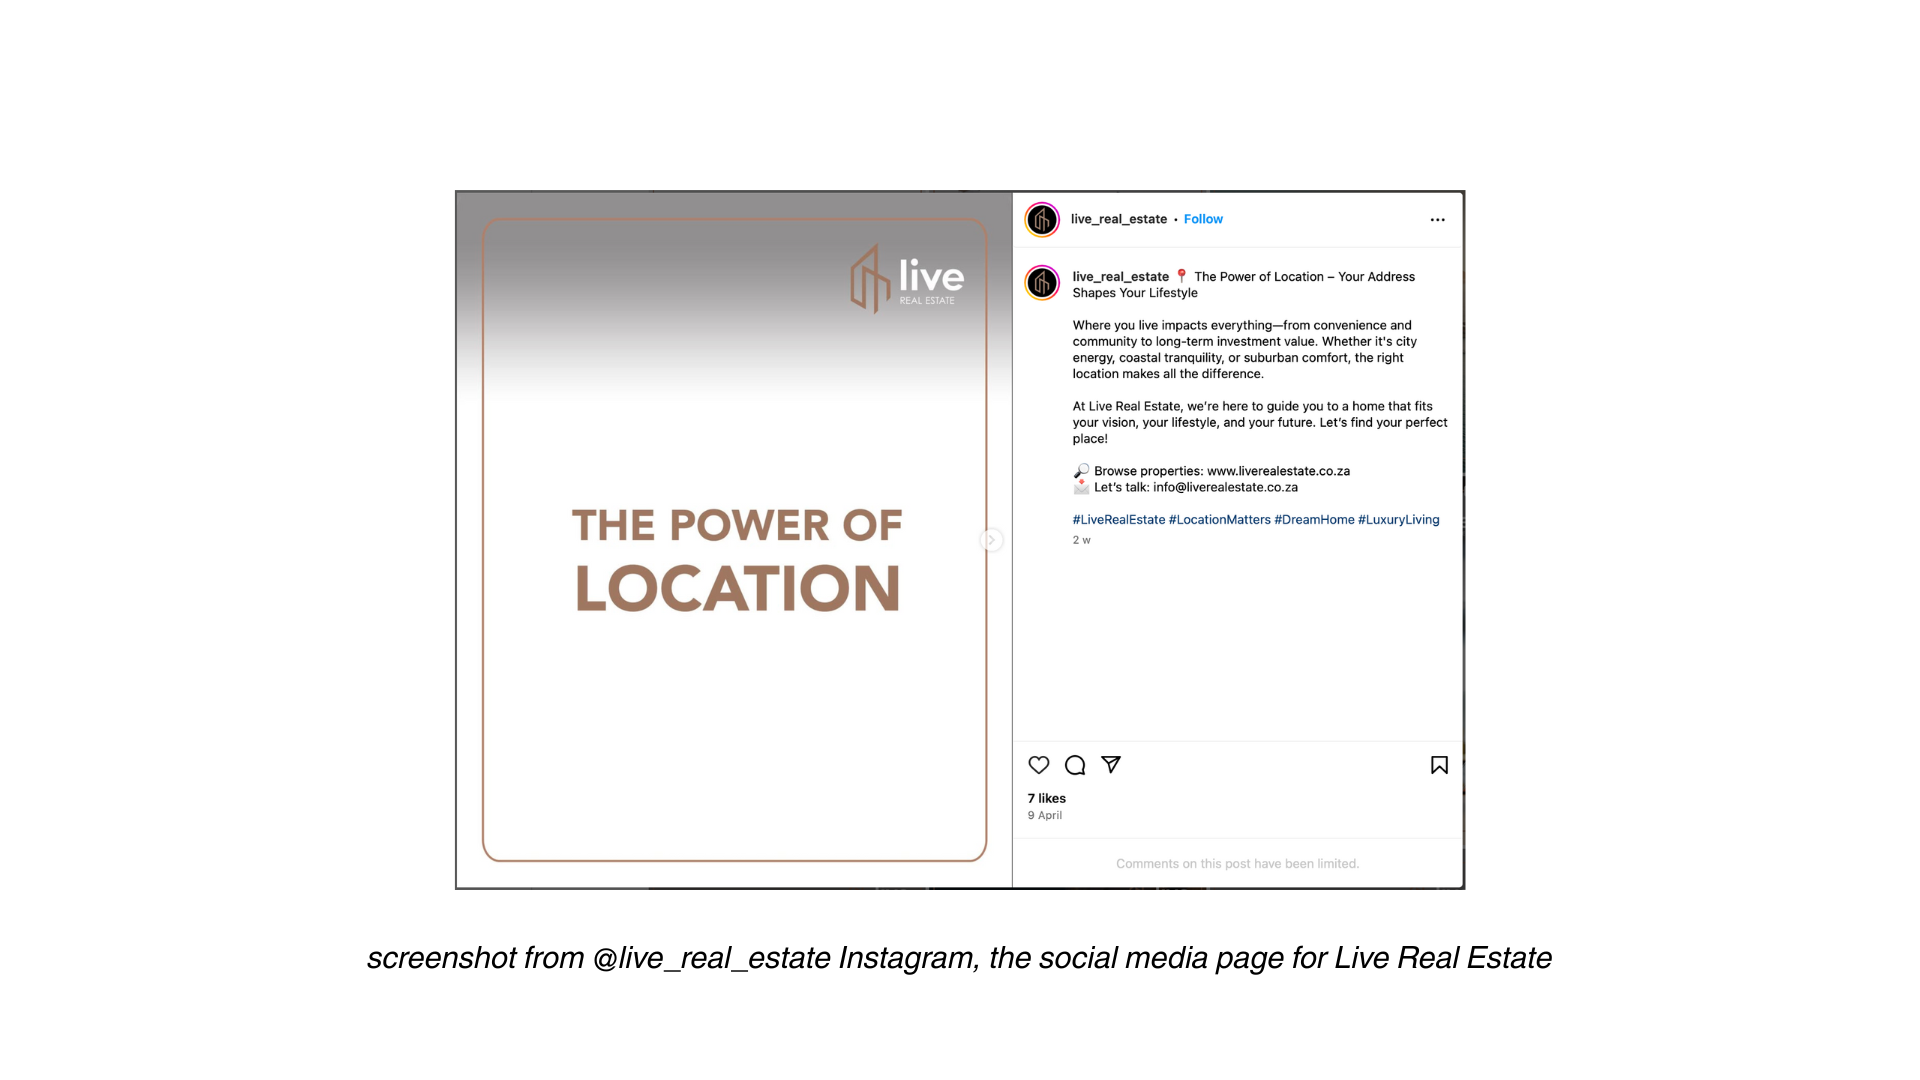 live
REAL ESTATE
THE POWER OF
LOCATION
live_real_estate • Follow
live_real_estate 📍 The Power of Location – Your Address
Shapes Your Lifestyle
Where you live impacts everything—from convenience and
community to long-term investment value. Whether it's city
energy, coastal tranquility, or suburban comfort, the right
location makes all the difference.
At Live Real Estate, we’re here to guide you to a home that fits
your vision, your lifestyle, and your future. Let’s find your perfect
place!
🔎 Browse properties: www.liverealestate.co.za
📩 Let’s talk: info@liverealestate.co.za
#LiveRealEstate #LocationMatters #DreamHome #LuxuryLiving
2 w
7 likes
9 April
Comments on this post have been limited.
screenshot from @live_real_estate Instagram, the social media page for Live Real Estate